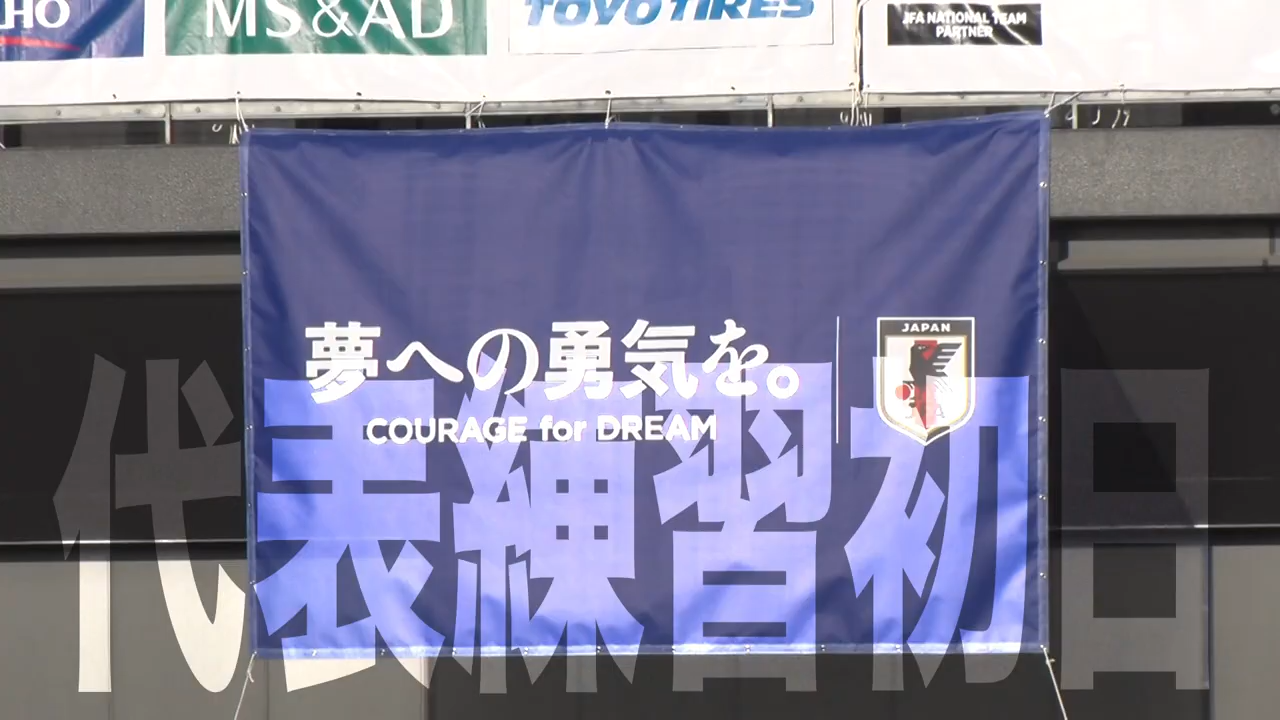 MS&AD
TOYO TIRES
JFA NATIONAL TEAM
PARTNER
夢への勇気を。
COURAGE for DREAM
JAPAN
JFA
代表練習初日